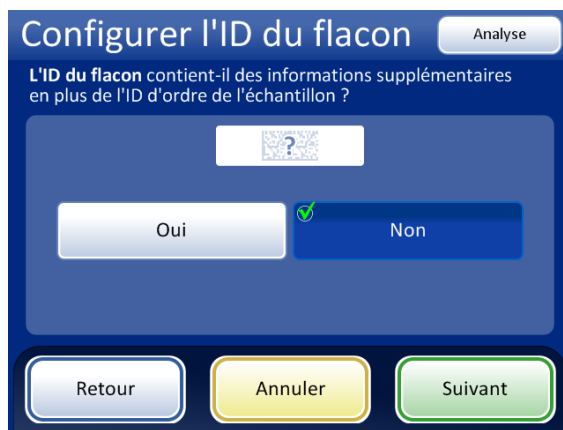 Configurer l'ID du flacon
Analyse
L'ID du flacon contient-il des informations supplémentaires
en plus de l'ID d'ordre de l'échantillon ?
?
Oui
Non
Retour
Annuler
Suivant